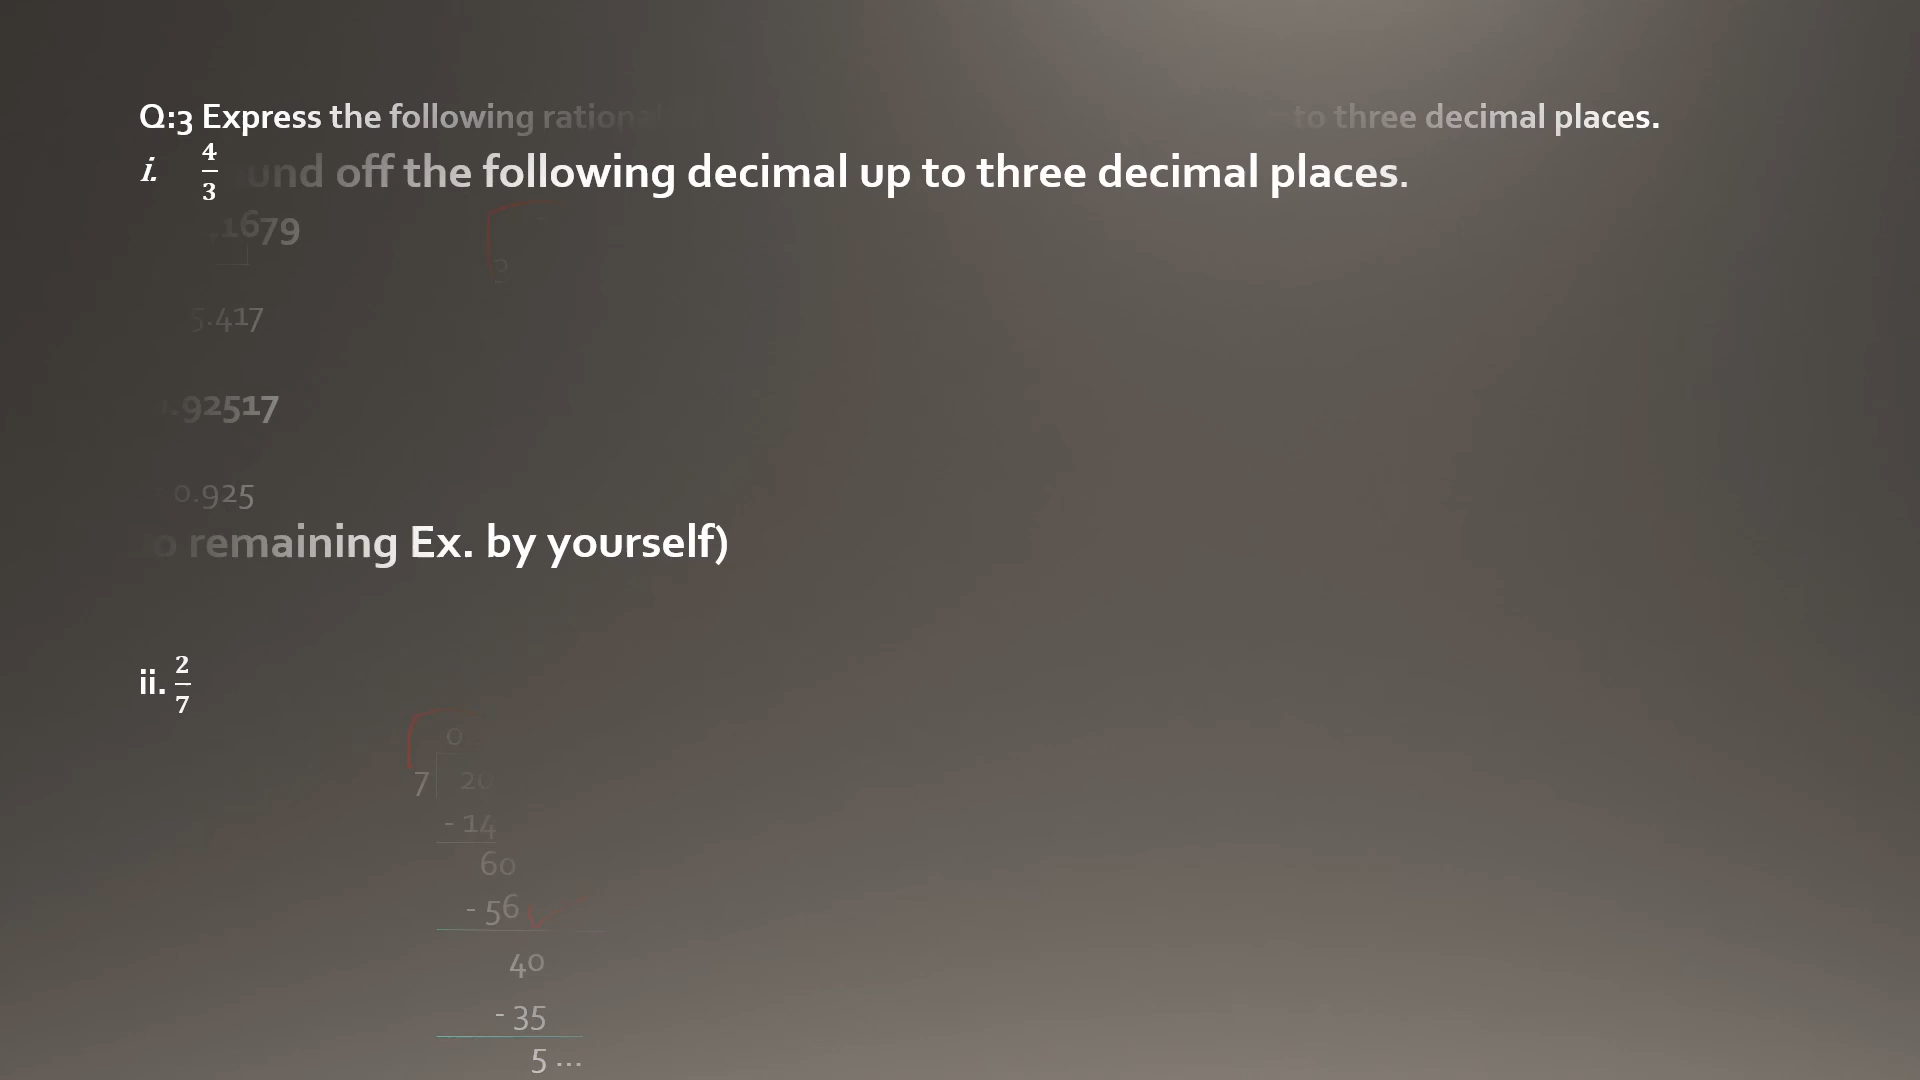 Q:3 Express the following rational to three decimal places.
i. 4/3
off the following decimal up to three decimal places.
.1679
5.417
.92517
0.925
remaining Ex. by yourself)
ii. 2/7
0
7 20
- 14
60
- 56
40
- 35
5 ...